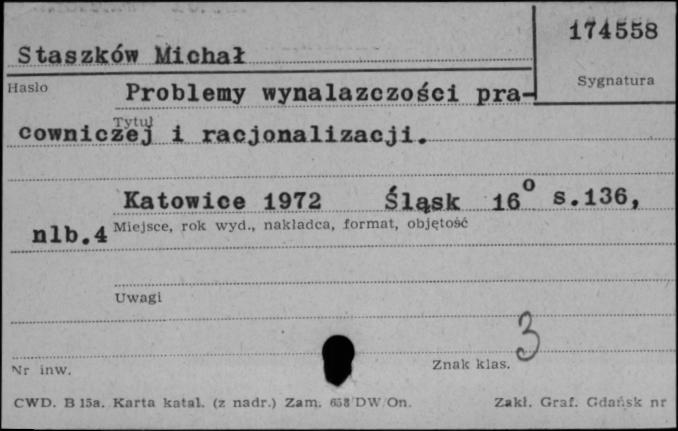 174558
Staszków Michał
Sygnatura
Hasło
Problemy wynalazczości pra-
Tytuł
cowniczej i racjonalizacji.
Katowice 1972 Śląsk 16° s.136,
nlb.4
Miejsce, rok wyd., nakładca, format, objętość
Uwagi
3
Nr inw.
Znak klas.
CWD. B 15a. Karta katal. (z nadr.) Zam. DW/On.
Zakł. Graf. Gdańsk nr